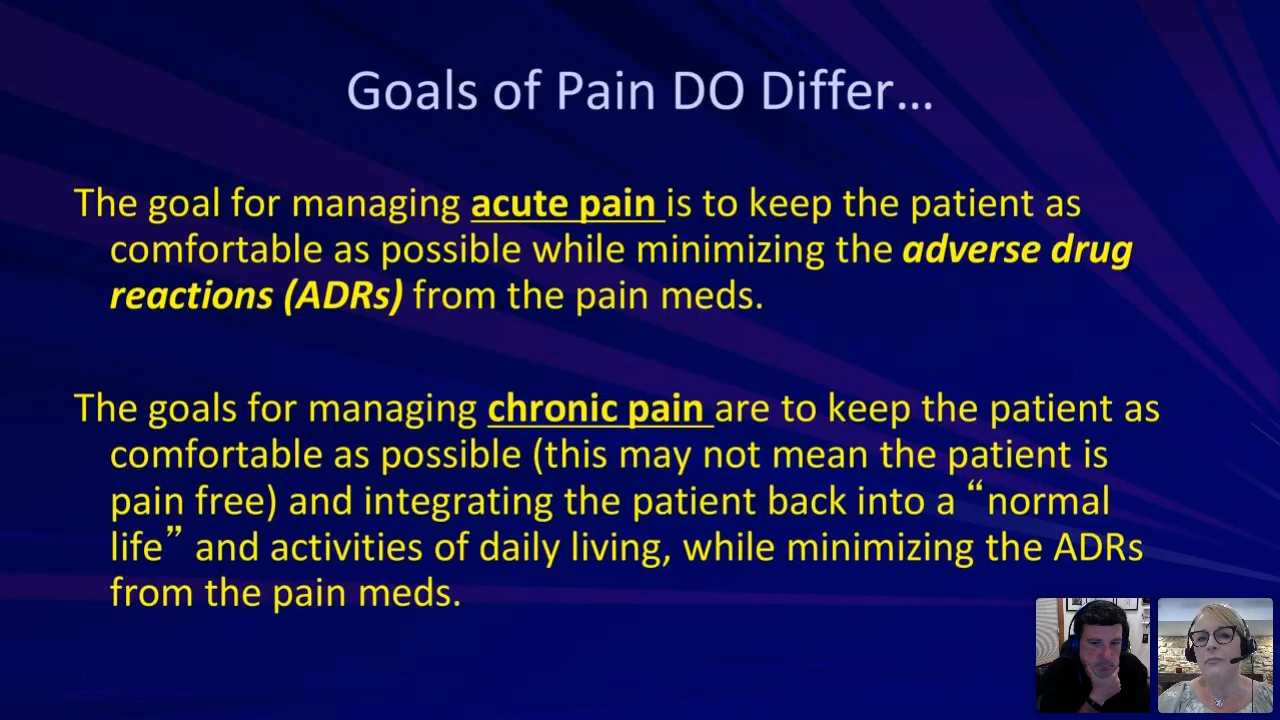 Goals of Pain DO Differ…
The goal for managing acute pain is to keep the patient as
comfortable as possible while minimizing the adverse drug
reactions (ADRs) from the pain meds.
The goals for managing chronic pain are to keep the patient as
comfortable as possible (this may not mean the patient is
pain free) and integrating the patient back into a “normal
life” and activities of daily living, while minimizing the ADRs
from the pain meds.